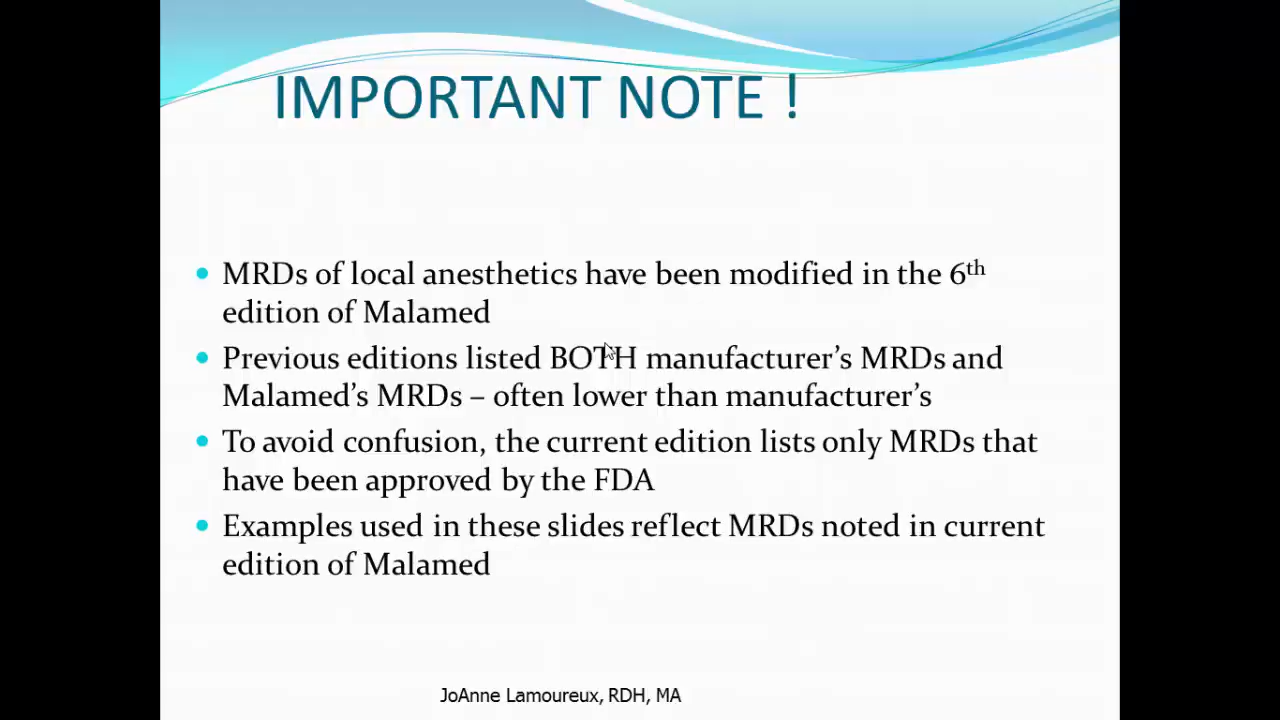 IMPORTANT NOTE !
• MRDs of local anesthetics have been modified in the 6th
edition of Malamed
• Previous editions listed BOTH manufacturer’s MRDs and
Malamed’s MRDs – often lower than manufacturer’s
• To avoid confusion, the current edition lists only MRDs that
have been approved by the FDA
• Examples used in these slides reflect MRDs noted in current
edition of Malamed
JoAnne Lamoureux, RDH, MA